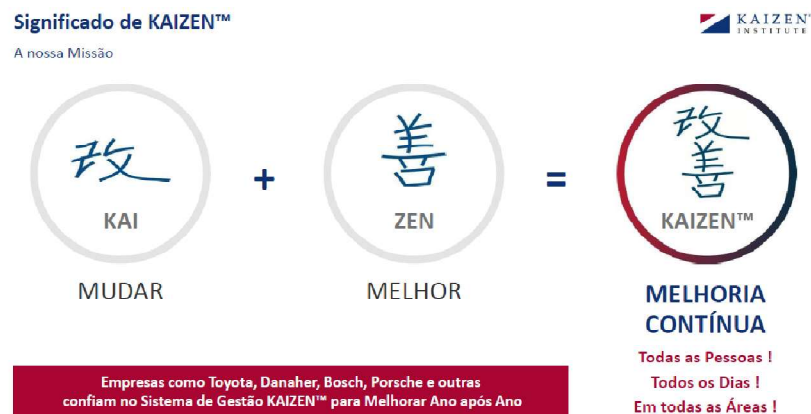 Significado de KAIZEN™
A nossa Missão
KAIZEN®
INSTITUTE
改
KAI
MUDAR
+
善
ZEN
MELHOR
=
改
善
KAIZEN™
MELHORIA
CONTÍNUA
Todas as Pessoas !
Todos os Dias !
Em todas as Áreas !
Empresas como Toyota, Danaher, Bosch, Porsche e outras
confiam no Sistema de Gestão KAIZEN™ para Melhorar Ano após Ano